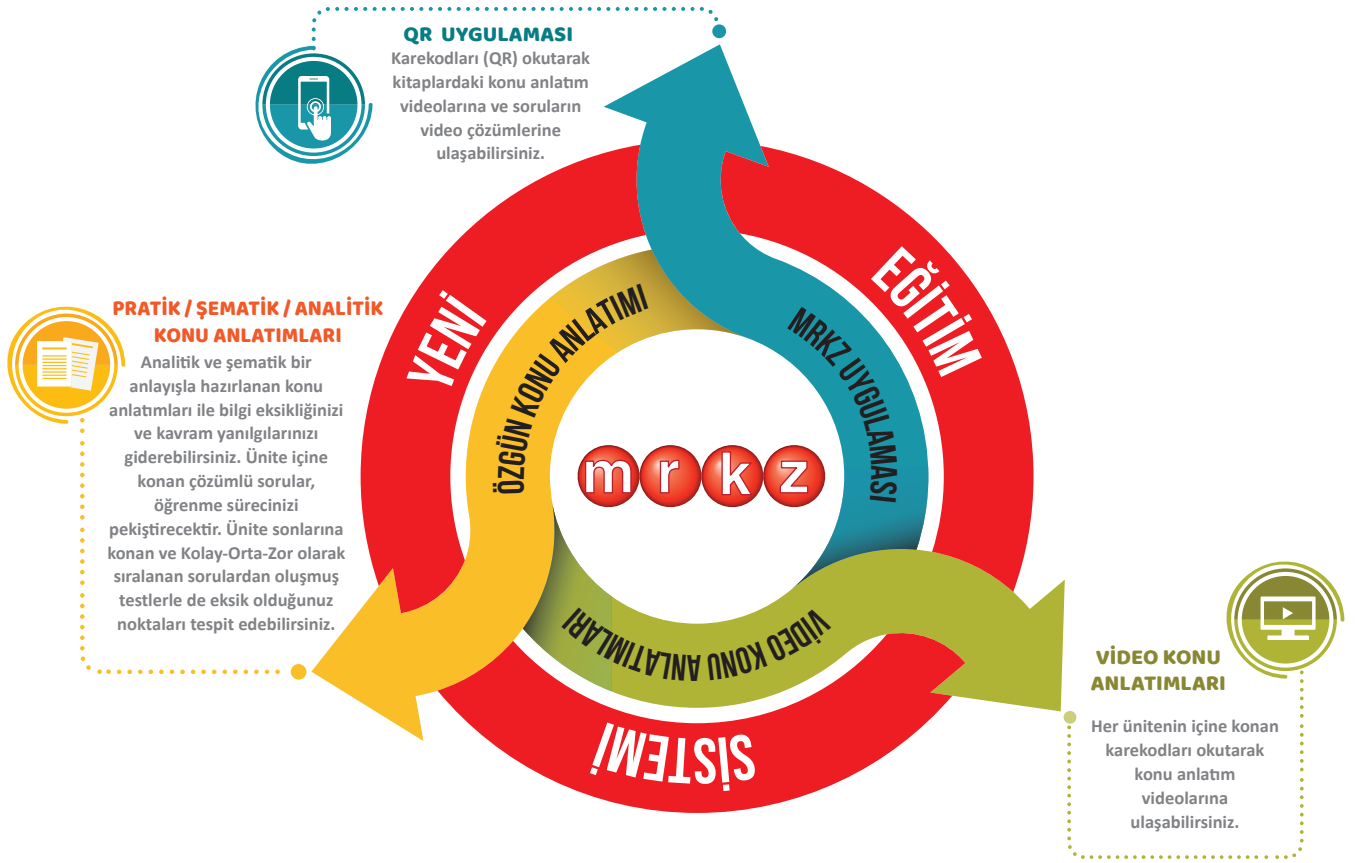 QR UYGULAMASI
Karekodları (QR) okutarak
kitaplardaki konu anlatım
videolarına ve soruların
video çözümlerine
ulaşabilirsiniz.
YENİ
EĞİTİM
SİSTEMİ
ÖZGÜN KONU ANLATIMI
MRKZ UYGULAMASI
VİDEO KONU ANLATIMLARI
mrkz
PRATİK / ŞEMATİK / ANALİTİK
KONU ANLATIMLARI
Analitik ve şematik bir
anlayışla hazırlanan konu
anlatımları ile bilgi eksikliğinizi
ve kavram yanılgılarınızı
giderebilirsiniz. Ünite içine
konan çözümlü sorular,
öğrenme sürecinizi
pekiştirecektir. Ünite sonlarına
konan ve Kolay-Orta-Zor olarak
sıralanan sorulardan oluşmuş
testlerle de eksik olduğunuz
noktaları tespit edebilirsiniz.
VİDEO KONU
ANLATIMLARI
Her ünitenin içine konan
karekodları okutarak
konu anlatım
videolarına
ulaşabilirsiniz.